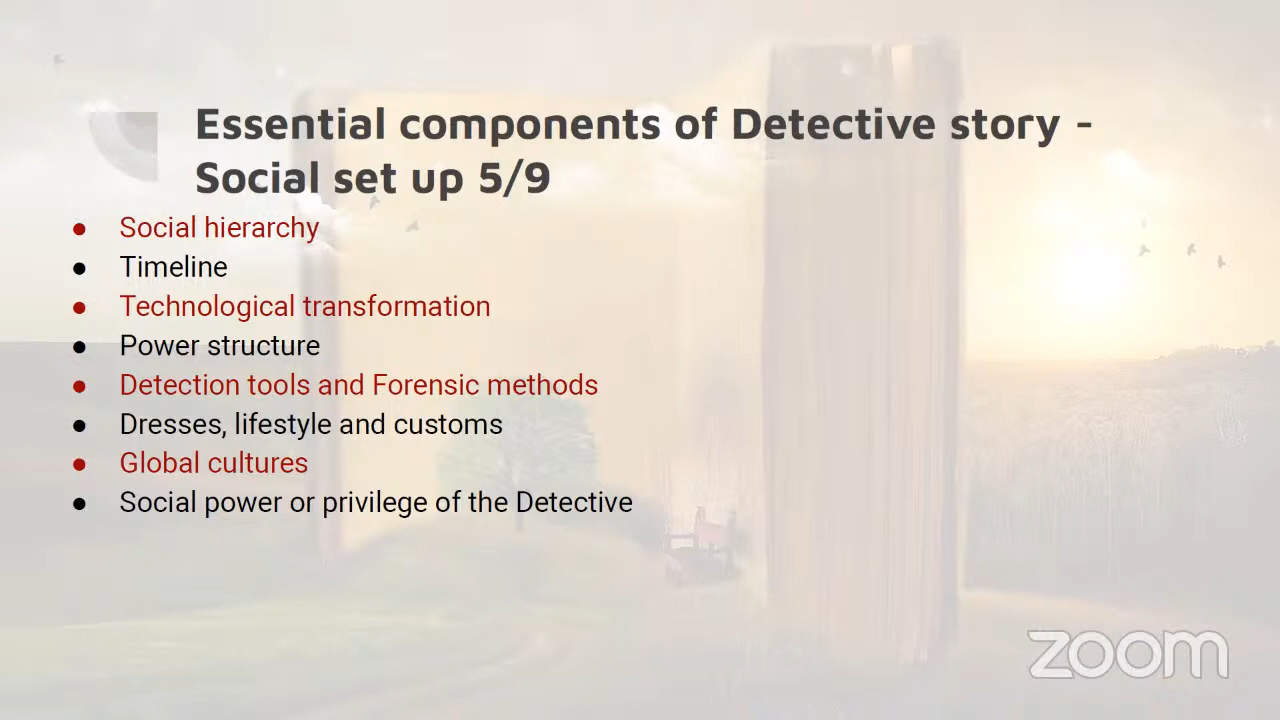 Essential components of Detective story -
Social set up 5/9
● Social hierarchy
● Timeline
● Technological transformation
● Power structure
● Detection tools and Forensic methods
● Dresses, lifestyle and customs
● Global cultures
● Social power or privilege of the Detective
zoom